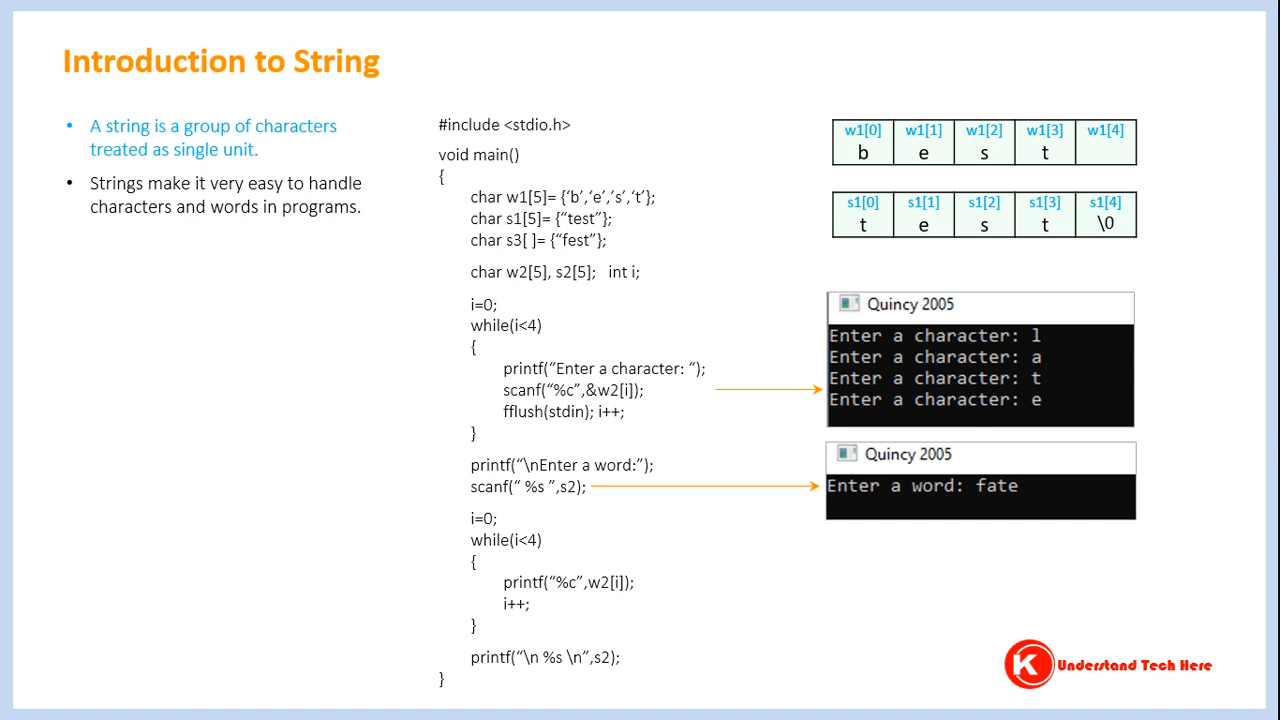 Introduction to String
• A string is a group of characters
treated as single unit.
• Strings make it very easy to handle
characters and words in programs.
#include <stdio.h>
void main()
{
char w1[5]= {‘b’,‘e’,’s’,‘t’};
char s1[5]= {“test”};
char s3[ ]= {“fest”};
char w2[5], s2[5]; int i;
i=0;
while(i<4)
{
printf(“Enter a character: “);
scanf(“%c”,&w2[i]);
fflush(stdin); i++;
}
printf(“\nEnter a word:”);
scanf(“ %s ”,s2);
i=0;
while(i<4)
{
printf(“%c”,w2[i]);
i++;
}
printf(“\n %s \n”,s2);
}
w1[0] w1[1] w1[2] w1[3] w1[4]
b e s t
s1[0] s1[1] s1[2] s1[3] s1[4]
t e s t \0
Quincy 2005
Enter a character: l
Enter a character: a
Enter a character: t
Enter a character: e
Quincy 2005
Enter a word: fate
K Understand Tech Here